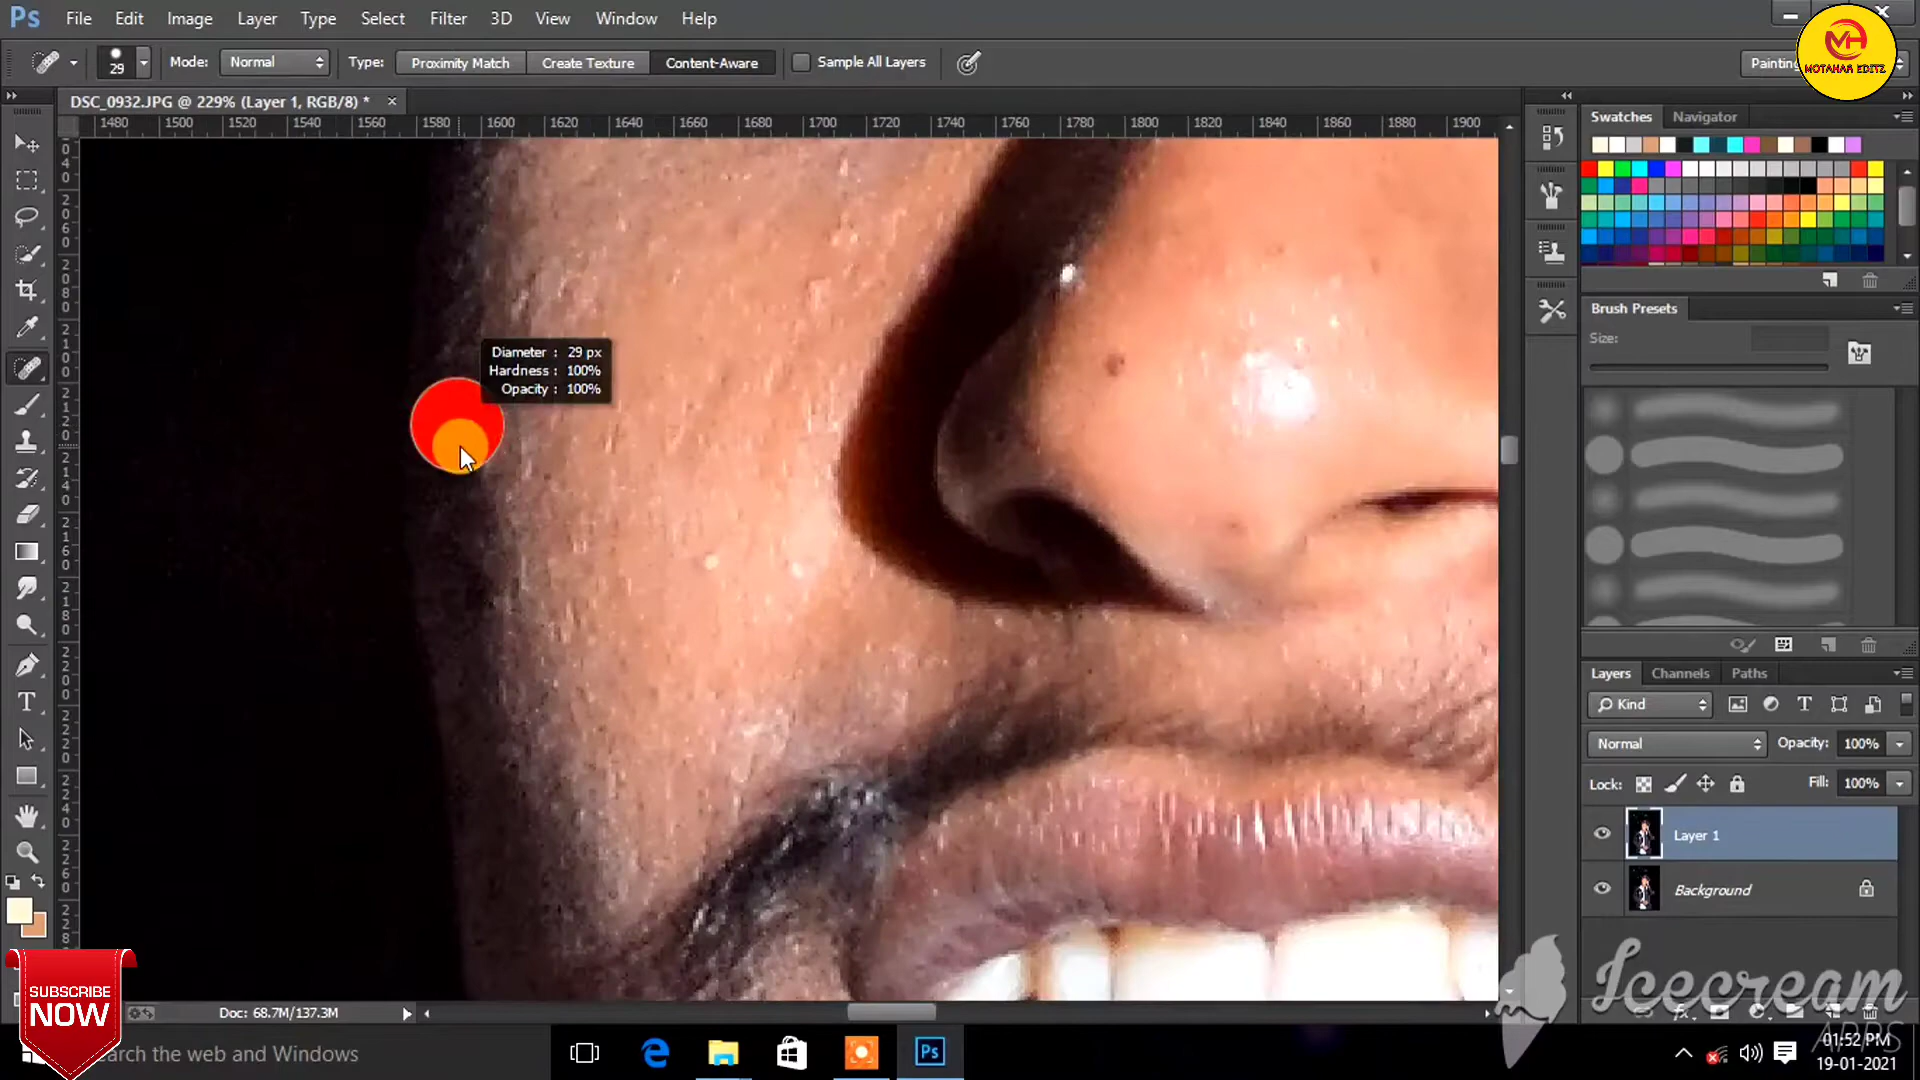 Ps File Edit Image Layer Type Select Filter 3D View Window Help
29 Mode: Normal Type: Proximity Match Create Texture Content-Aware Sample All Layers Painting
MH
MOTAHAR EDITZ
DSC_0932.JPG @ 229% (Layer 1, RGB/8) * ×
1480 1500 1520 1540 1560 1580 1600 1620 1640 1660 1680 1700 1720 1740 1760 1780 1800 1820 1840 1860 1880 1900
Swatches Navigator
Diameter : 29 px
Hardness : 100%
Opacity : 100%
Brush Presets
Size:
Layers Channels Paths
Kind
Normal Opacity: 100%
Lock: Fill: 100%
Layer 1
Background
SUBSCRIBE
NOW
Doc: 68.7M/137.3M
Icecream
APPS
earch the web and Windows
Ps
01:52 PM
19-01-2021